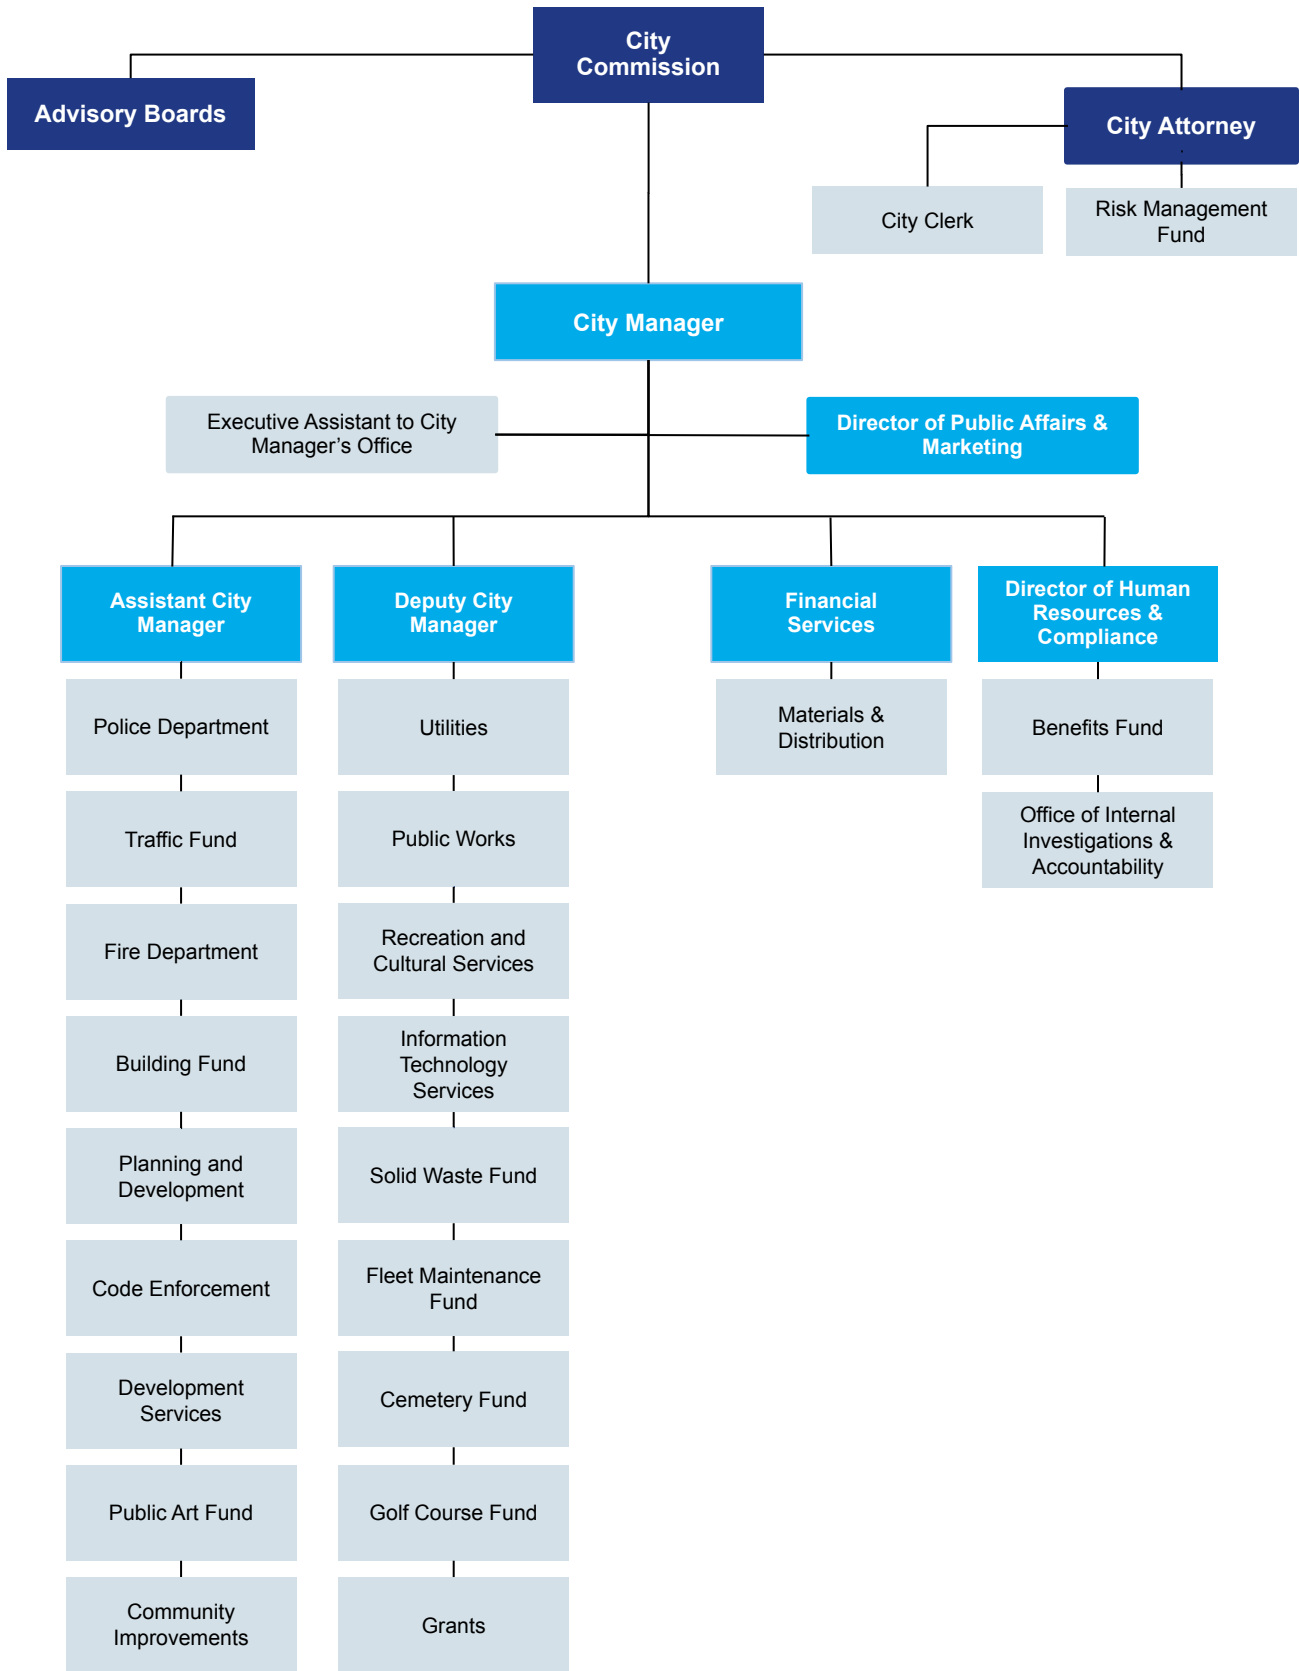 City
Commission
Advisory Boards
City Attorney
City Clerk
Risk Management
Fund
City Manager
Executive Assistant to City
Manager’s Office
Director of Public Affairs &
Marketing
Assistant City
Manager
Police Department
Traffic Fund
Fire Department
Building Fund
Planning and
Development
Code Enforcement
Development
Services
Public Art Fund
Community
Improvements
Deputy City
Manager
Utilities
Public Works
Recreation and
Cultural Services
Information
Technology
Services
Solid Waste Fund
Fleet Maintenance
Fund
Cemetery Fund
Golf Course Fund
Grants
Financial
Services
Materials &
Distribution
Director of Human
Resources &
Compliance
Benefits Fund
Office of Internal
Investigations &
Accountability